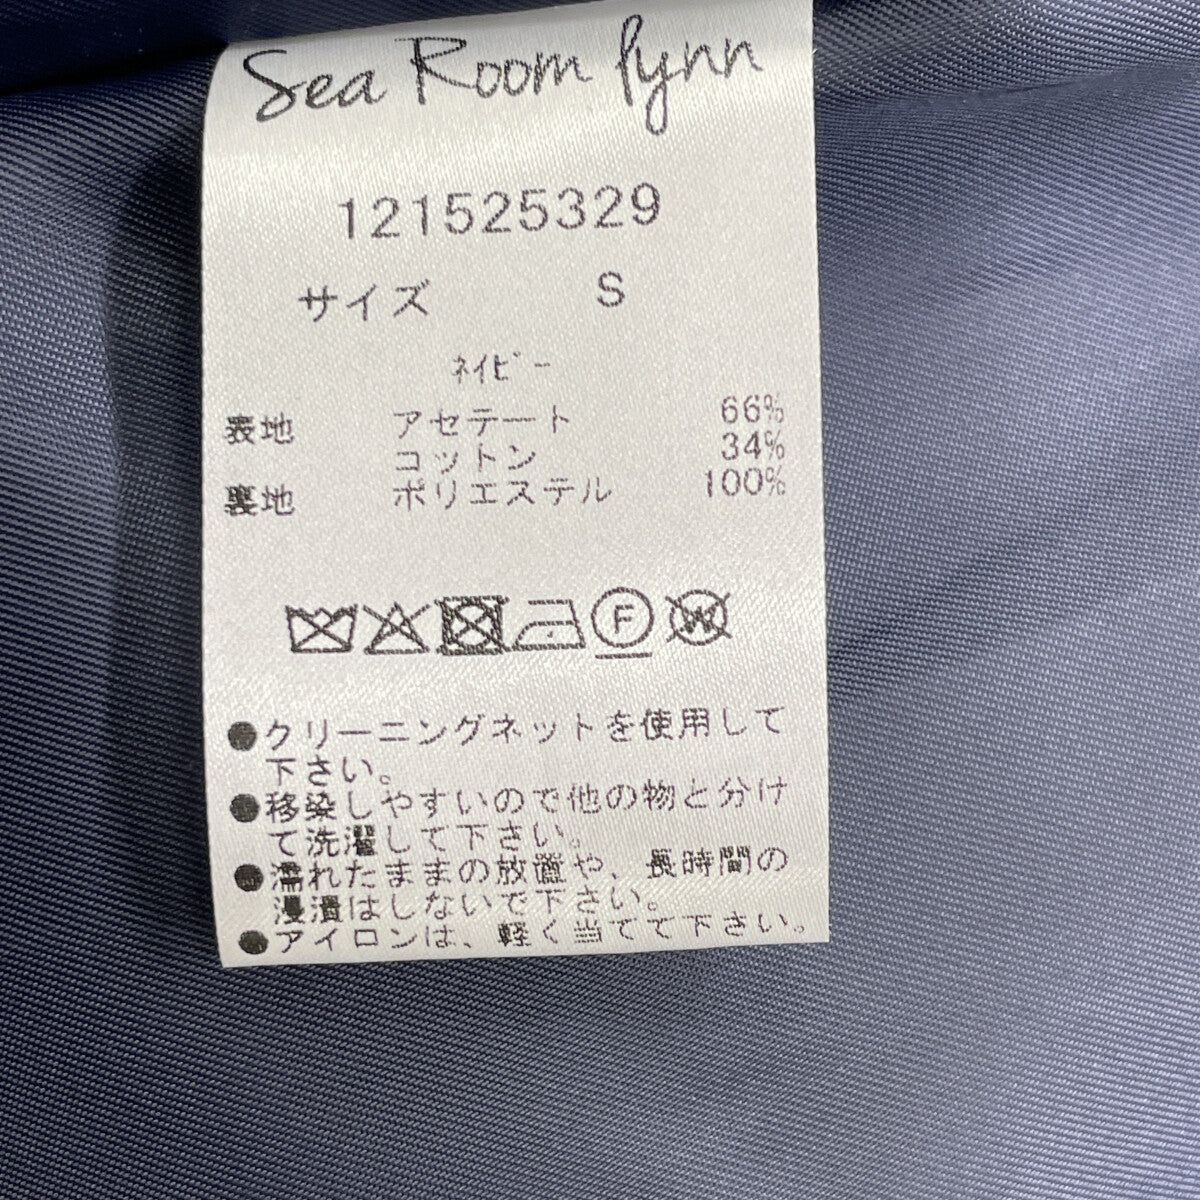 Sea Room lynn
121525329
サイズ S
ﾈｲﾋﾞｰ
表地 アセテート 66%
コットン 34%
裏地 ポリエステル 100%
F W
●クリーニングネットを使用して
下さい。
●移染しやすいので他の物と分け
て洗濯して下さい。
●濡れたままの放置や、長時間の
浸漬はしないで下さい。
●アイロンは、軽く当てて下さい。